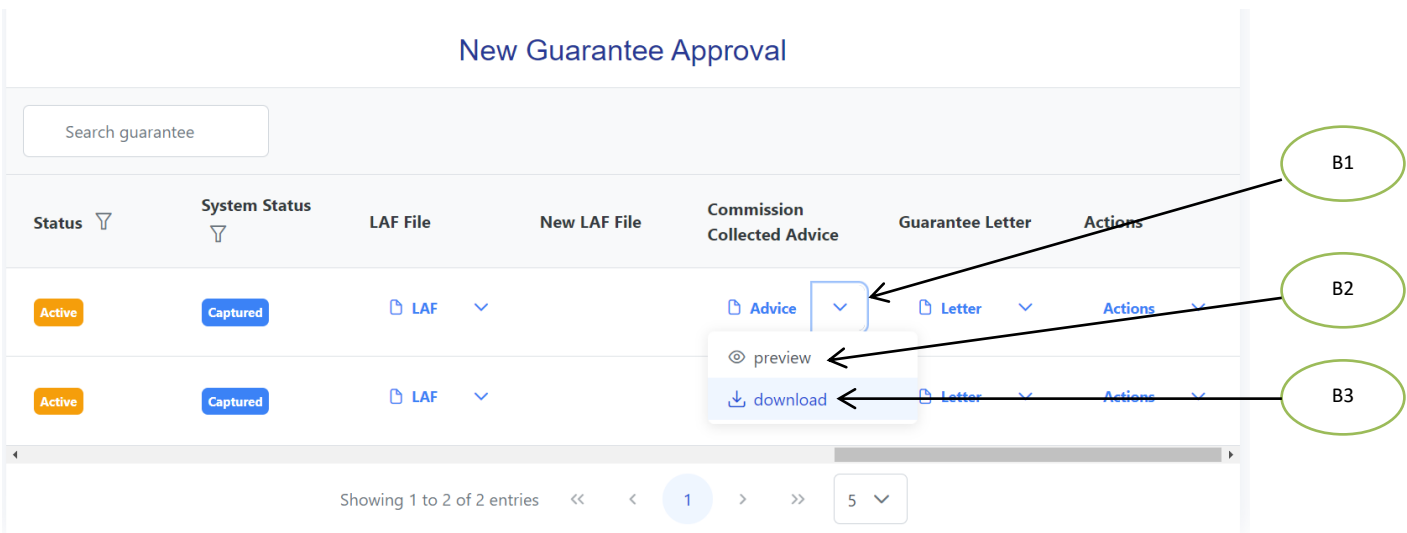 New Guarantee Approval
Search guarantee
B1
Status System Status LAF File New LAF File Commission Collected Advice Guarantee Letter Actions
B2
Active Captured LAF Advice Letter Actions
preview
download
B3
Active Captured LAF Letter Actions
Showing 1 to 2 of 2 entries << < 1 > >> 5